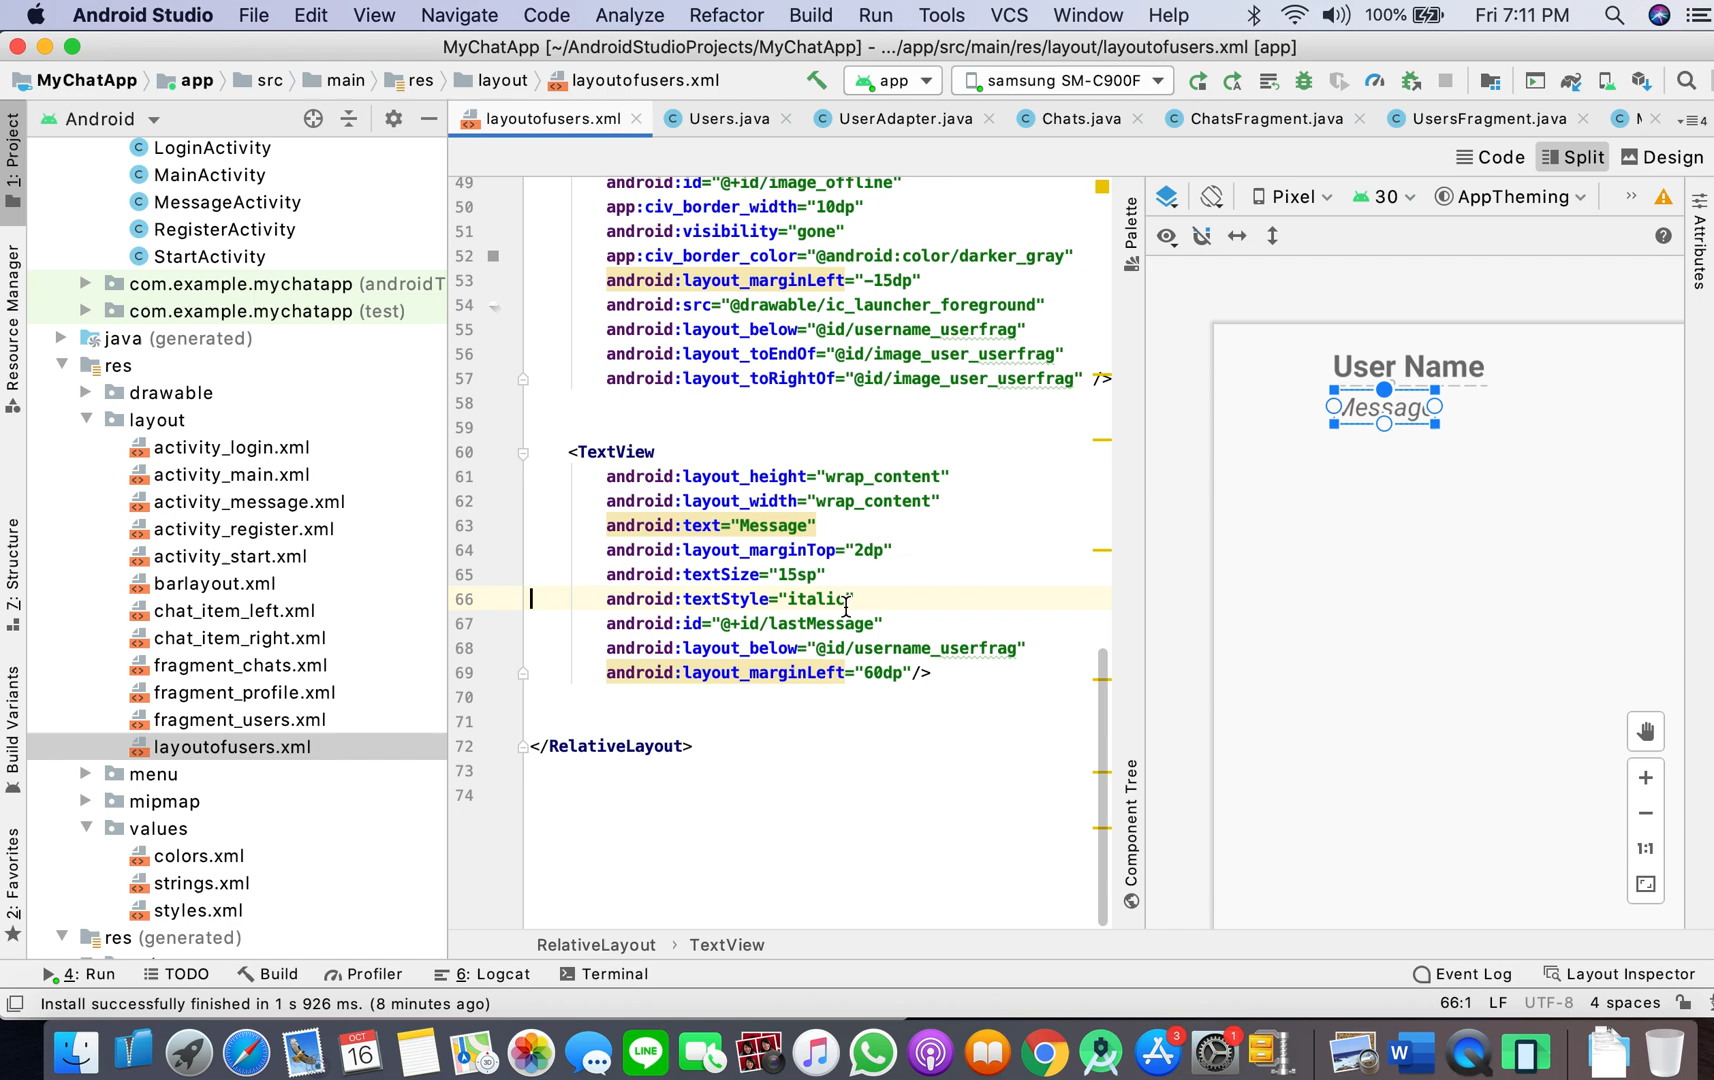 Android Studio File Edit View Navigate Code Analyze Refactor Build Run Tools VCS Window Help 100% Fri 7:11 PM
MyChatApp [~/AndroidStudioProjects/MyChatApp] - .../app/src/main/res/layout/layoutofusers.xml [app]
MyChatApp app src main res layout layoutofusers.xml app samsung SM-C900F
Android layoutofusers.xml Users.java UserAdapter.java Chats.java ChatsFragment.java UsersFragment.java 4
Code Split Design
1: Project
Resource Manager
7: Structure
Build Variants
2: Favorites
LoginActivity
MainActivity
MessageActivity
RegisterActivity
StartActivity
com.example.mychatapp (androidT
com.example.mychatapp (test)
java (generated)
res
drawable
layout
activity_login.xml
activity_main.xml
activity_message.xml
activity_register.xml
activity_start.xml
barlayout.xml
chat_item_left.xml
chat_item_right.xml
fragment_chats.xml
fragment_profile.xml
fragment_users.xml
layoutofusers.xml
menu
mipmap
values
colors.xml
strings.xml
styles.xml
res (generated)
49 android:id="@+id/image_offline"
50 app:civ_border_width="10dp"
51 android:visibility="gone"
52 app:civ_border_color="@android:color/darker_gray"
53 android:layout_marginLeft="-15dp"
54 android:src="@drawable/ic_launcher_foreground"
55 android:layout_below="@id/username_userfrag"
56 android:layout_toEndOf="@id/image_user_userfrag"
57 android:layout_toRightOf="@id/image_user_userfrag" />
58
59
60 <TextView
61 android:layout_height="wrap_content"
62 android:layout_width="wrap_content"
63 android:text="Message"
64 android:layout_marginTop="2dp"
65 android:textSize="15sp"
66 android:textStyle="italic"
67 android:id="@+id/lastMessage"
68 android:layout_below="@id/username_userfrag"
69 android:layout_marginLeft="60dp"/>
70
71
72 </RelativeLayout>
73
74
RelativeLayout › TextView
Palette
Component Tree
Pixel 30 AppTheming
Attributes
User Name
Message
1:1
4: Run TODO Build Profiler 6: Logcat Terminal Event Log Layout Inspector
Install successfully finished in 1 s 926 ms. (8 minutes ago) 66:1 LF UTF-8 4 spaces
OCT
16
30
LINE
3
1
W